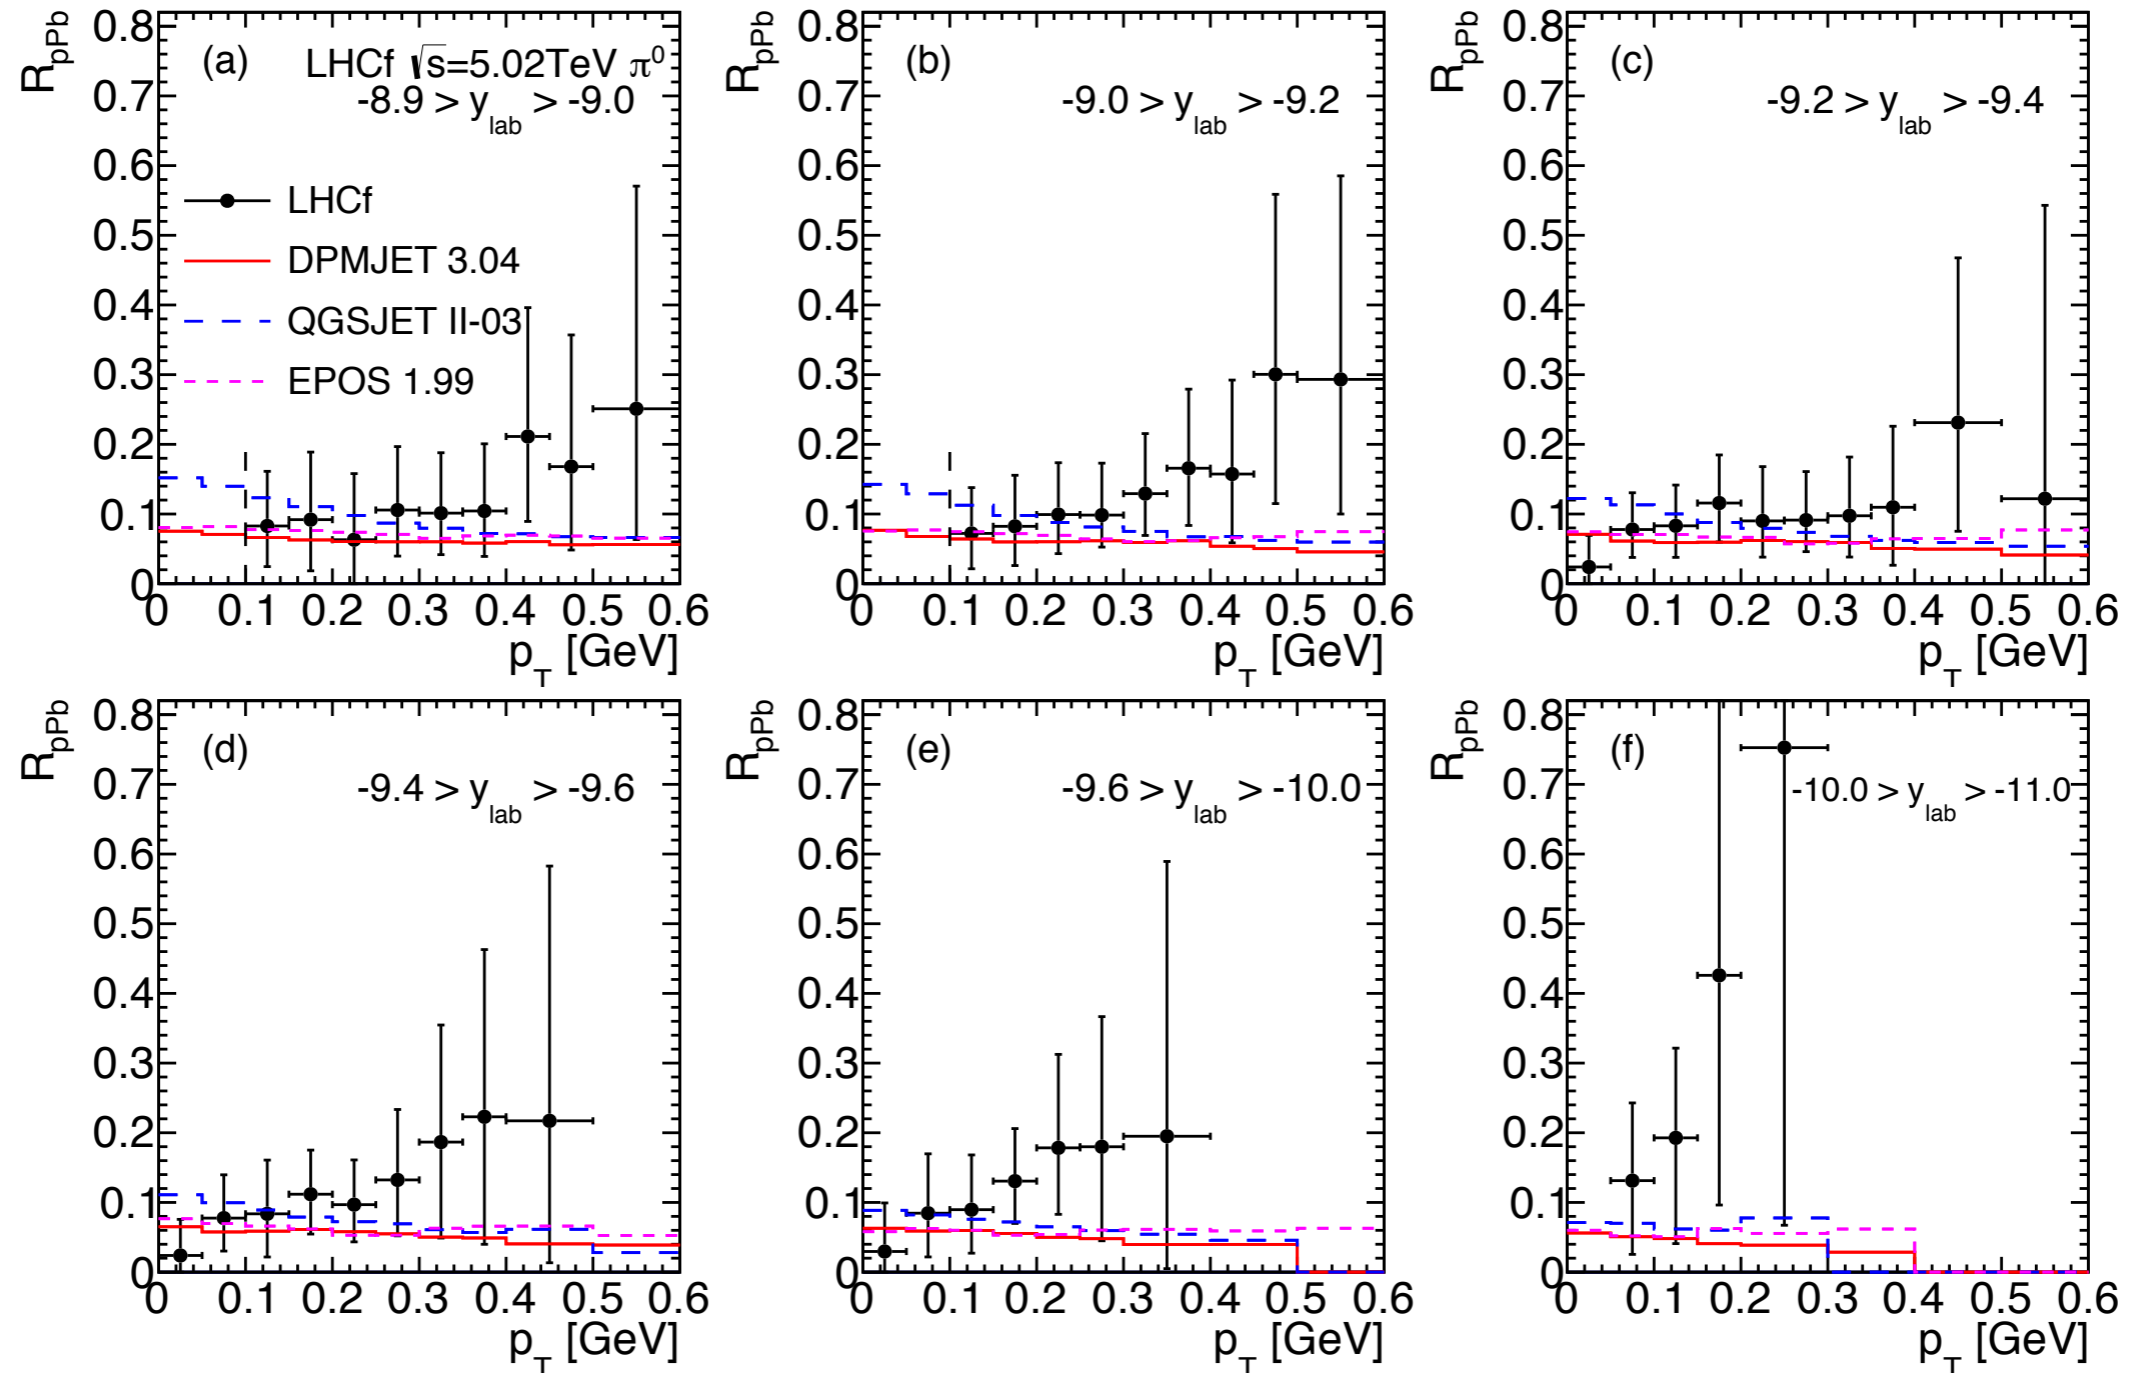 (a) LHCf √s=5.02TeV π⁰
-8.9 > y_lab > -9.0
LHCf
DPMJET 3.04
QGSJET II-03
EPOS 1.99
R_pPb
0.8
0.7
0.6
0.5
0.4
0.3
0.2
0.1
0
0 0.1 0.2 0.3 0.4 0.5 0.6
p_T [GeV]
(b)
-9.0 > y_lab > -9.2
R_pPb
0.8
0.7
0.6
0.5
0.4
0.3
0.2
0.1
0
0 0.1 0.2 0.3 0.4 0.5 0.6
p_T [GeV]
(c)
-9.2 > y_lab > -9.4
R_pPb
0.8
0.7
0.6
0.5
0.4
0.3
0.2
0.1
0
0 0.1 0.2 0.3 0.4 0.5 0.6
p_T [GeV]
(d)
-9.4 > y_lab > -9.6
R_pPb
0.8
0.7
0.6
0.5
0.4
0.3
0.2
0.1
0
0 0.1 0.2 0.3 0.4 0.5 0.6
p_T [GeV]
(e)
-9.6 > y_lab > -10.0
R_pPb
0.8
0.7
0.6
0.5
0.4
0.3
0.2
0.1
0
0 0.1 0.2 0.3 0.4 0.5 0.6
p_T [GeV]
(f)
-10.0 > y_lab > -11.0
R_pPb
0.8
0.7
0.6
0.5
0.4
0.3
0.2
0.1
0
0 0.1 0.2 0.3 0.4 0.5 0.6
p_T [GeV]